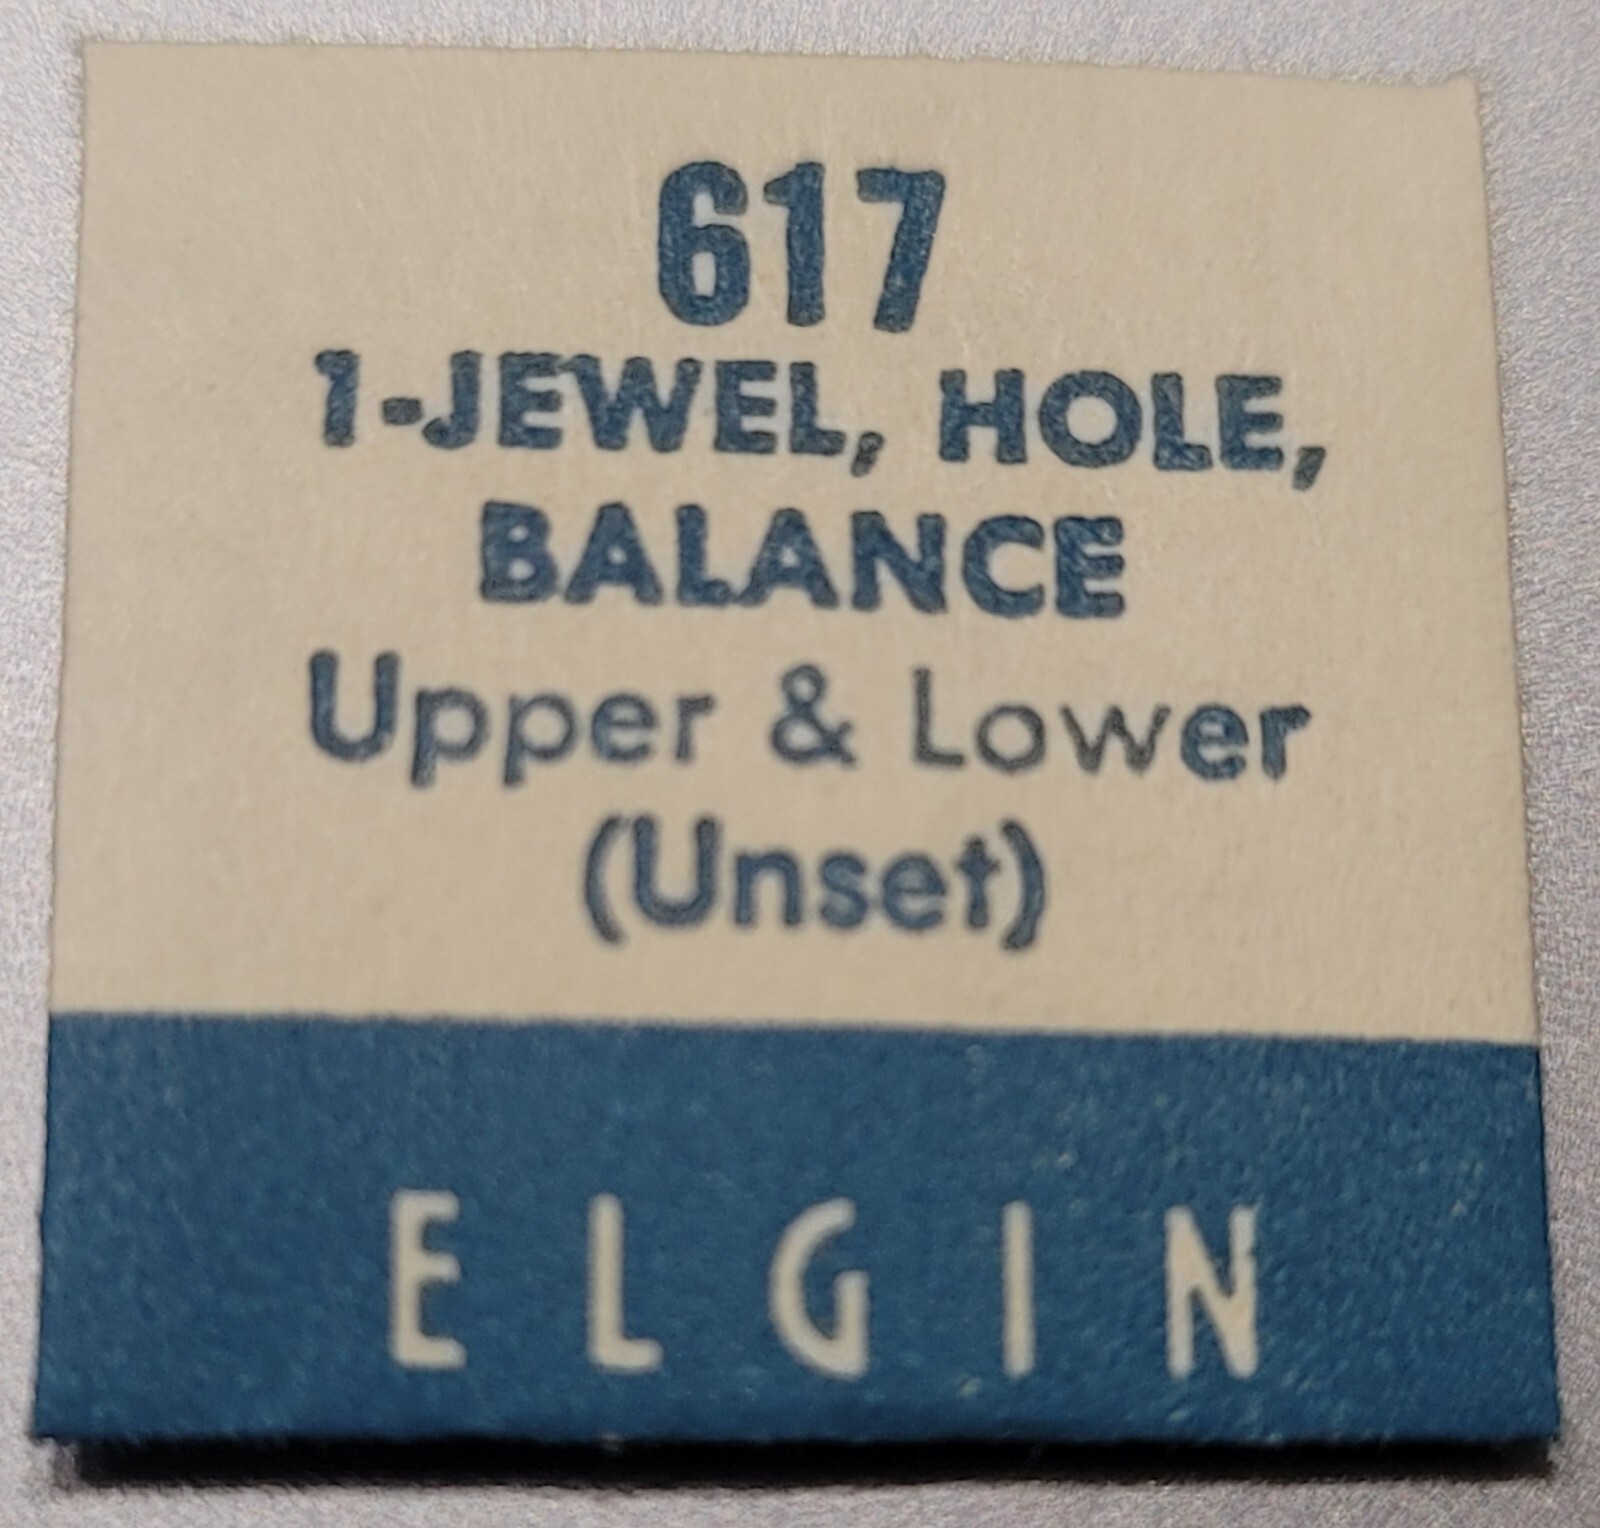 617
1-JEWEL, HOLE,
BALANCE
Upper & Lower
(Unset)
ELGIN